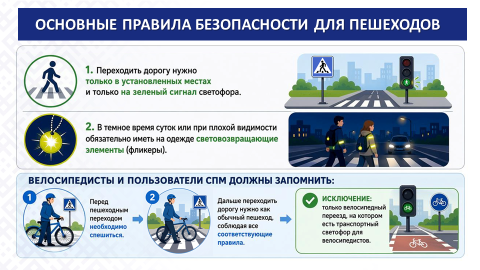 ОСНОВНЫЕ ПРАВИЛА БЕЗОПАСНОСТИ ДЛЯ ПЕШЕХОДОВ
1. Переходить дорогу нужно
только в установленных местах
и только на зеленый сигнал светофора.
2. В темное время суток или при плохой видимости
обязательно иметь на одежде световозвращающие
элементы (фликеры).
ВЕЛОСИПЕДИСТЫ И ПОЛЬЗОВАТЕЛИ СПМ ДОЛЖНЫ ЗАПОМНИТЬ:
1
Перед
пешеходным
переходом
необходимо
спешиться.
2
Дальше переходить
дорогу нужно как
обычный пешеход,
соблюдая все
соответствующие
правила.
ИСКЛЮЧЕНИЕ:
только велосипедный
переезд, на котором
есть транспортный
светофор для
велосипедистов.